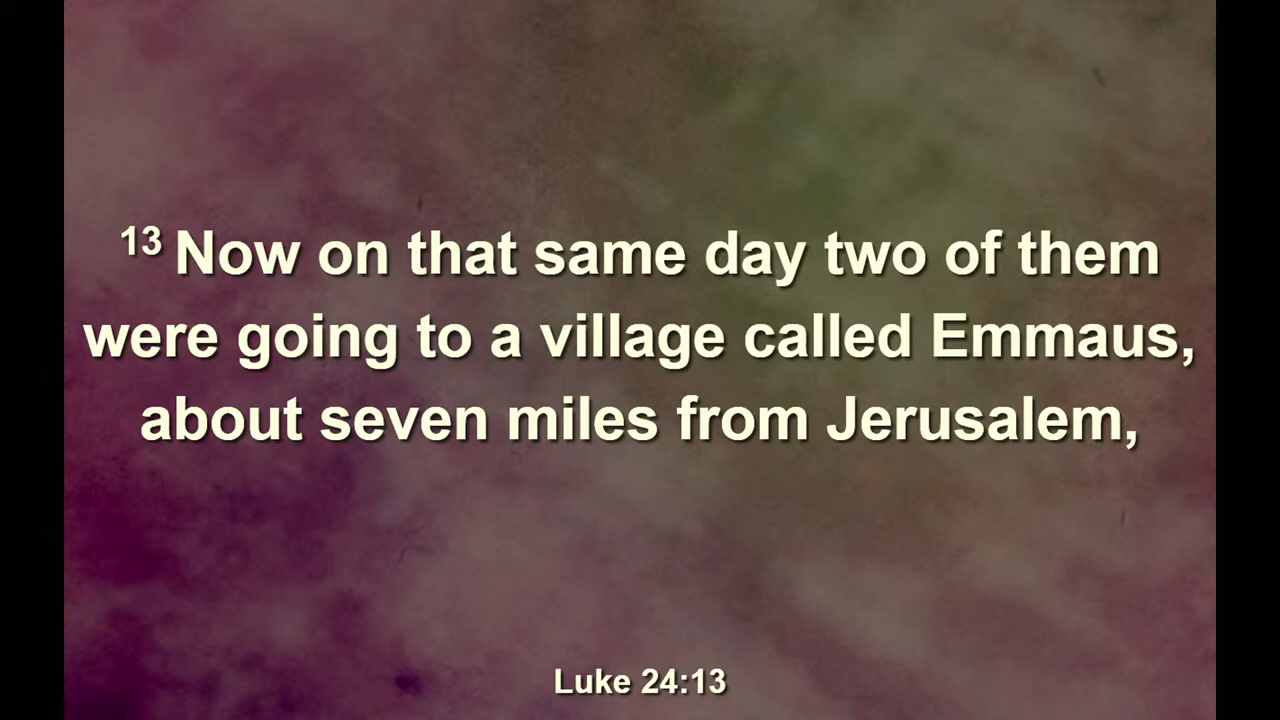 13 Now on that same day two of them
were going to a village called Emmaus,
about seven miles from Jerusalem,
Luke 24:13